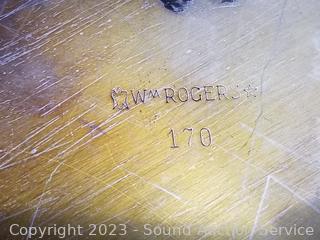 WM ROGERS
170
Copyright 2023 - Sound Auction Service